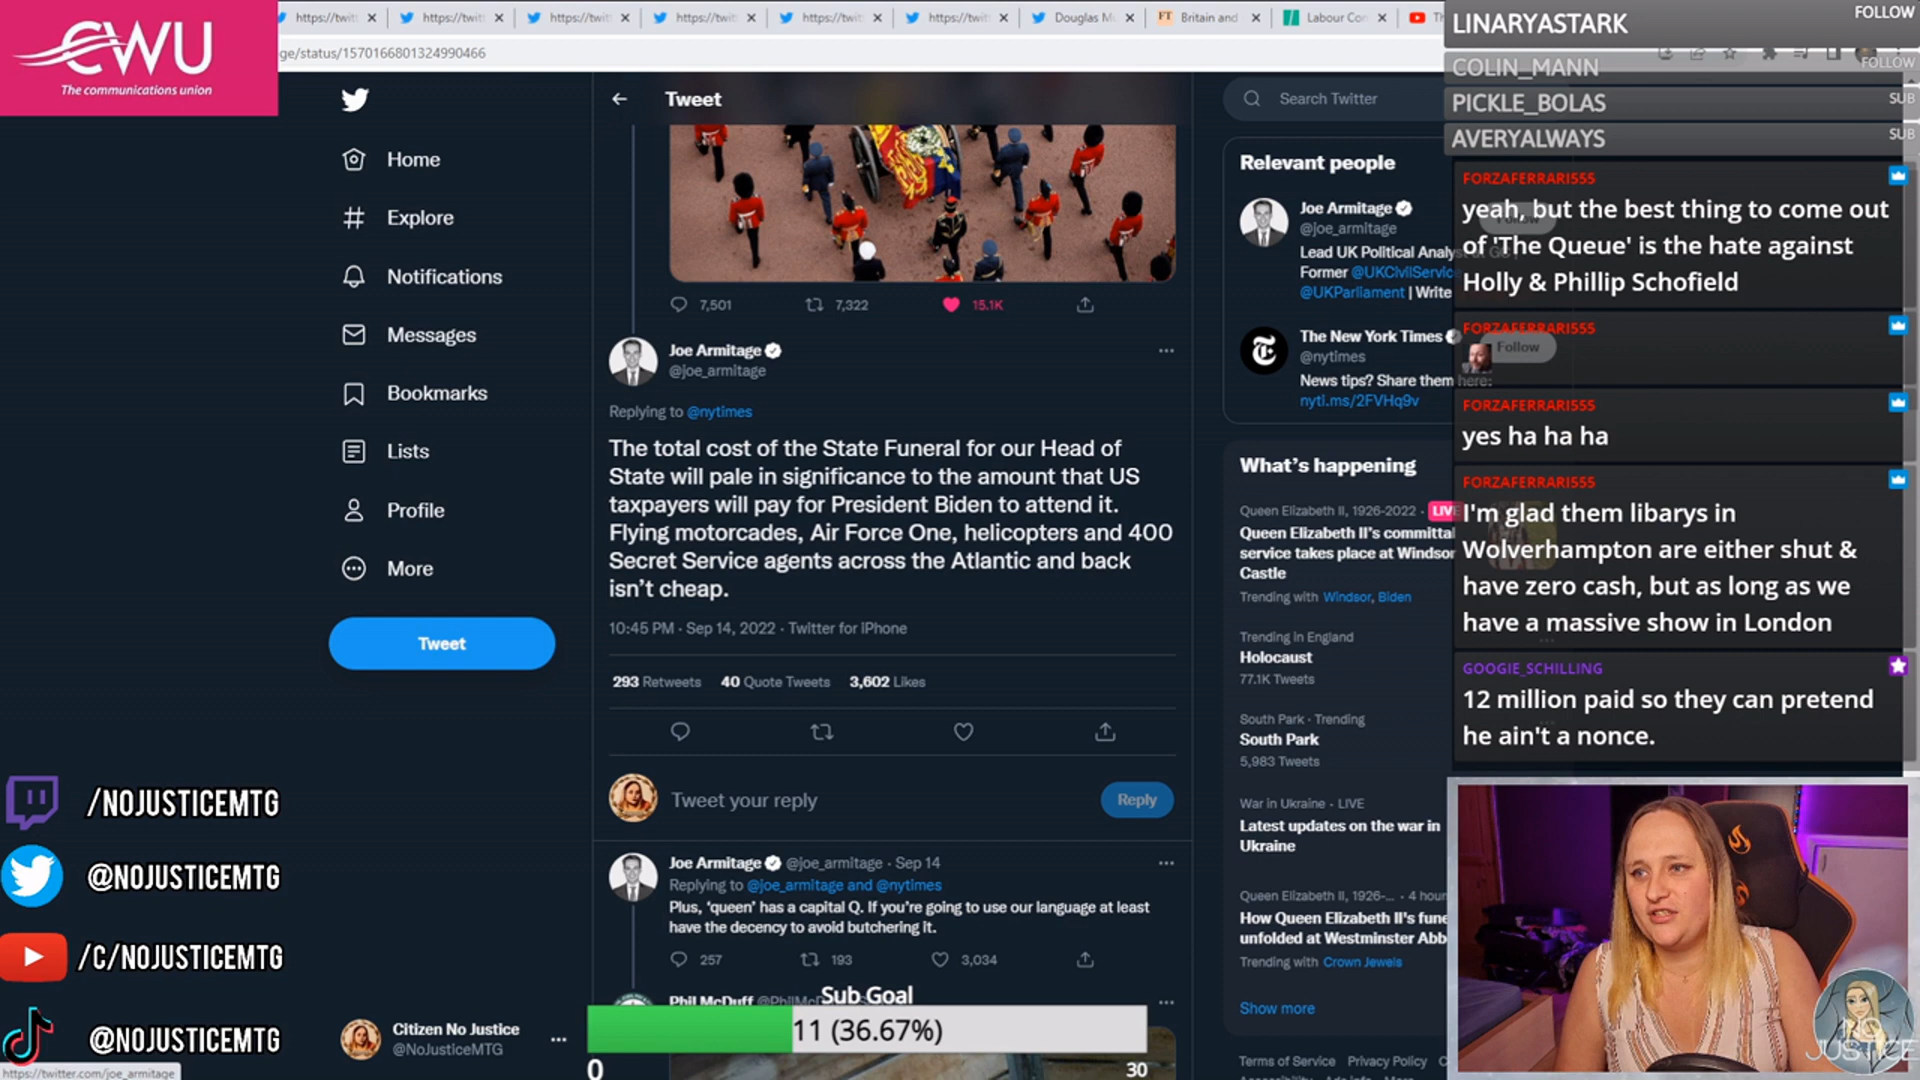 CWU
The communications union
https://twit
https://twit
https://twit
https://twit
https://twit
https://twit
Douglas M
Britain and
Labour Con
ge/status/1570166801324990466
Home
Explore
Notifications
Messages
Bookmarks
Lists
Profile
More
Tweet
Citizen No Justice
@NoJusticeMTG
/NOJUSTICEMTG
@NOJUSTICEMTG
/C/NOJUSTICEMTG
@NOJUSTICEMTG
https://twitter.com/joe_armitage
Tweet
7,501
7,322
15.1K
Joe Armitage
@joe_armitage
Replying to @nytimes
The total cost of the State Funeral for our Head of
State will pale in significance to the amount that US
taxpayers will pay for President Biden to attend it.
Flying motorcades, Air Force One, helicopters and 400
Secret Service agents across the Atlantic and back
isn't cheap.
10:45 PM · Sep 14, 2022 · Twitter for iPhone
293 Retweets 40 Quote Tweets 3,602 Likes
Tweet your reply
Reply
Joe Armitage @joe_armitage · Sep 14
Replying to @joe_armitage and @nytimes
Plus, 'queen' has a capital Q. If you're going to use our language at least
have the decency to avoid butchering it.
257
193
3,034
Phil McDuff
Sub Goal
11 (36.67%)
0
30
Search Twitter
Relevant people
Joe Armitage
@joe_armitage
Lead UK Political Analyst
Former @UKCivilService
@UKParliament | Write
The New York Times
@nytimes
News tips? Share them here:
nyti.ms/2FVHq9v
What's happening
Queen Elizabeth II, 1926-2022 · LIVE
Queen Elizabeth II's committal
service takes place at Windsor
Castle
Trending with Windsor, Biden
Trending in England
Holocaust
77.1K Tweets
South Park · Trending
South Park
5,983 Tweets
War in Ukraine · LIVE
Latest updates on the war in
Ukraine
Queen Elizabeth II, 1926-... · 4 hour
How Queen Elizabeth II's fune
unfolded at Westminster Abb
Trending with Crown Jewels
Show more
Terms of Service Privacy Policy
LINARYASTARK FOLLOW
COLIN_MANN FOLLOW
PICKLE_BOLAS SUB
AVERYALWAYS SUB
FORZAFERRARI555
yeah, but the best thing to come out
of 'The Queue' is the hate against
Holly & Phillip Schofield
FORZAFERRARI555
Follow
FORZAFERRARI555
yes ha ha ha
FORZAFERRARI555
I'm glad them libarys in
Wolverhampton are either shut &
have zero cash, but as long as we
have a massive show in London
GOOGIE_SCHILLING
12 million paid so they can pretend
he ain't a nonce.
NO
JUSTICE